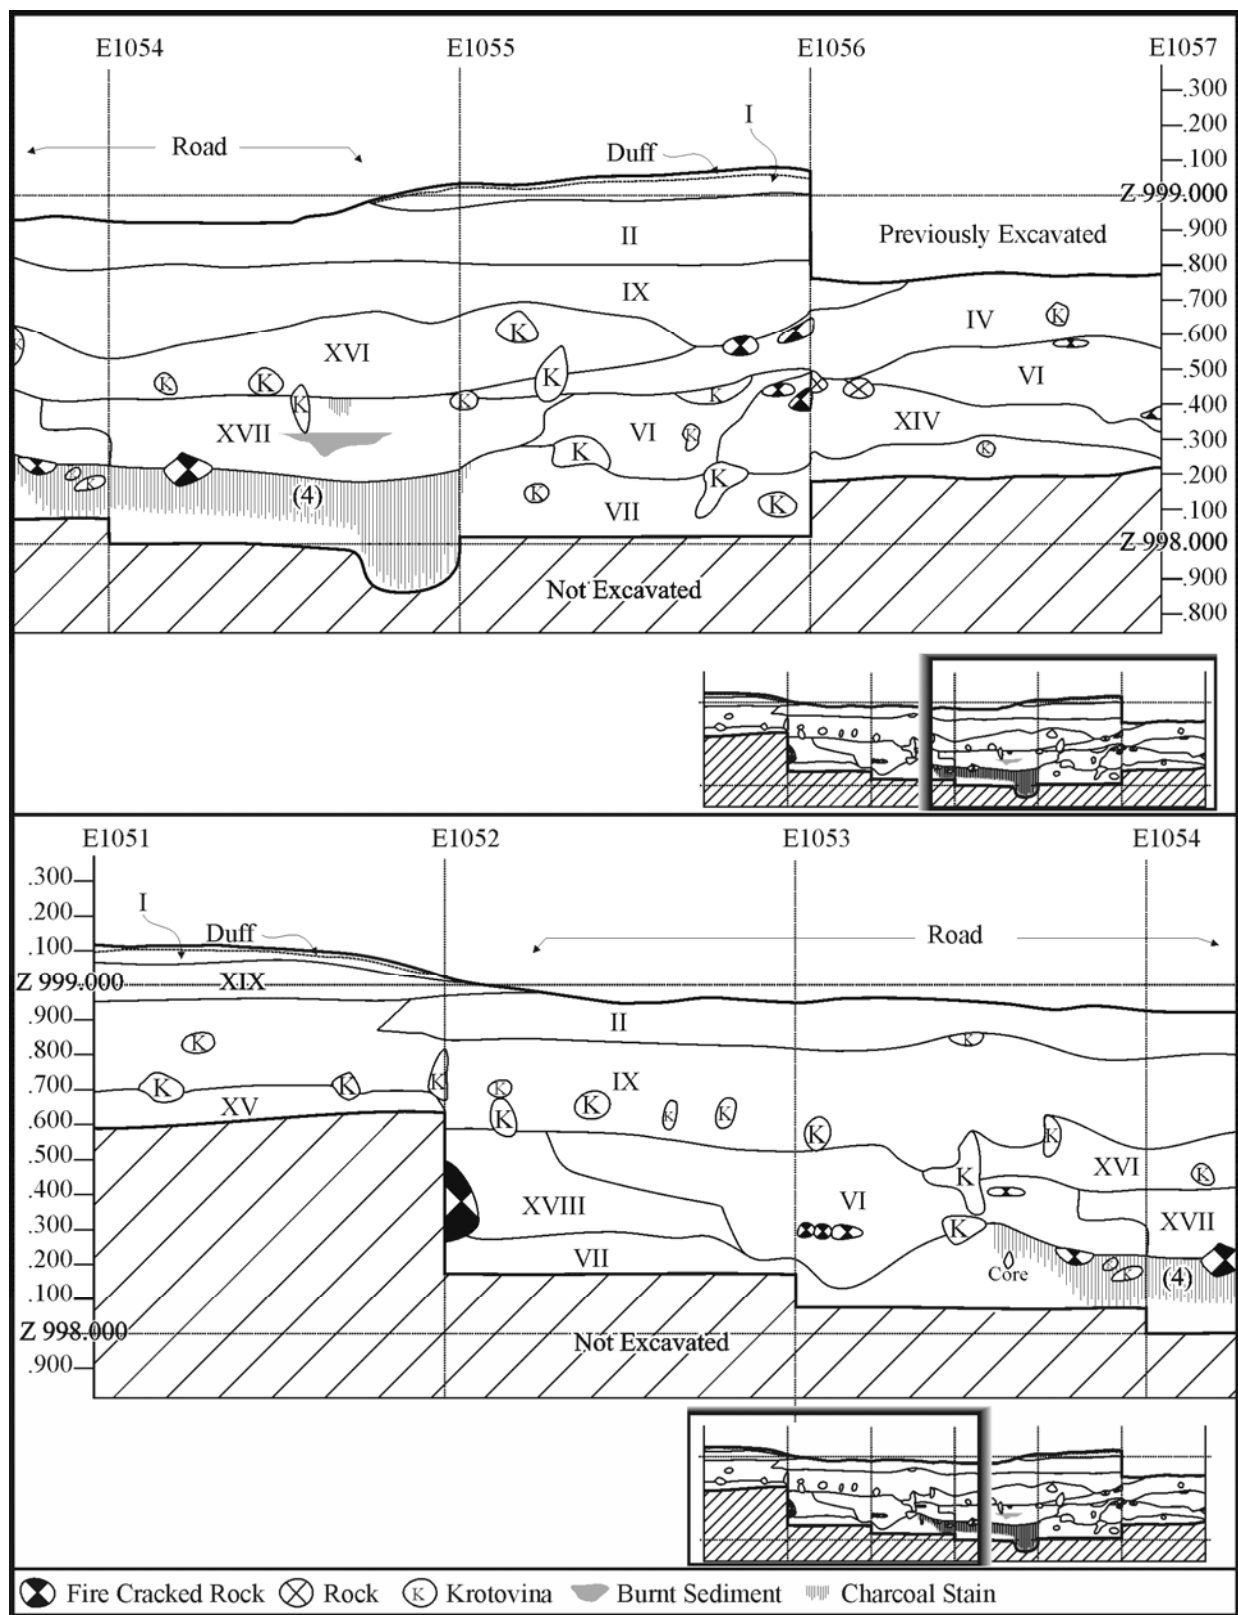 E1054 E1055 E1056 E1057
.300
.200
I
Road
Duff
.100
Z 999.000
II
Previously Excavated
.900
.800
IX
.700
K
IV
K
K
.600
XVI
K
VI
.500
K
K
K
K
K
.400
XVII
VI
K
XIV
K
K
.300
K
.200
(4)
K
K
VII
.100
Z 998.000
Not Excavated
.900
.800
E1051 E1052 E1053 E1054
.300
I
.200
Duff
Road
.100
Z 999.000
XIX
.900
II
K
K
.800
K
K
K
K
IX
.700
XV
K
K
K
K
K
K
.600
.500
K
XVI
K
.400
XVIII
VI
XVII
.300
K
VII
.200
Core
K
K
(4)
.100
Z 998.000
Not Excavated
.900
Fire Cracked Rock Rock K Krotovina Burnt Sediment Charcoal Stain